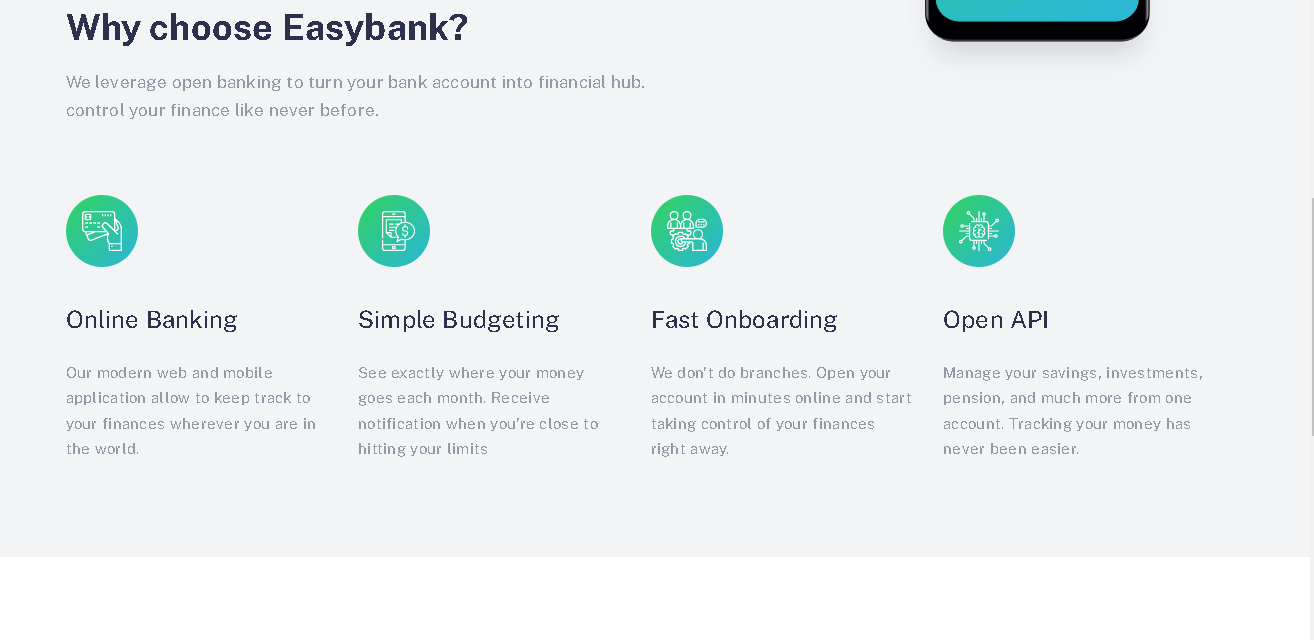 Why choose Easybank?
We leverage open banking to turn your bank account into financial hub.
control your finance like never before.
Online Banking
Our modern web and mobile
application allow to keep track to
your finances wherever you are in
the world.
Simple Budgeting
See exactly where your money
goes each month. Receive
notification when you're close to
hitting your limits
Fast Onboarding
We don't do branches. Open your
account in minutes online and start
taking control of your finances
right away.
Open API
Manage your savings, investments,
pension, and much more from one
account. Tracking your money has
never been easier.